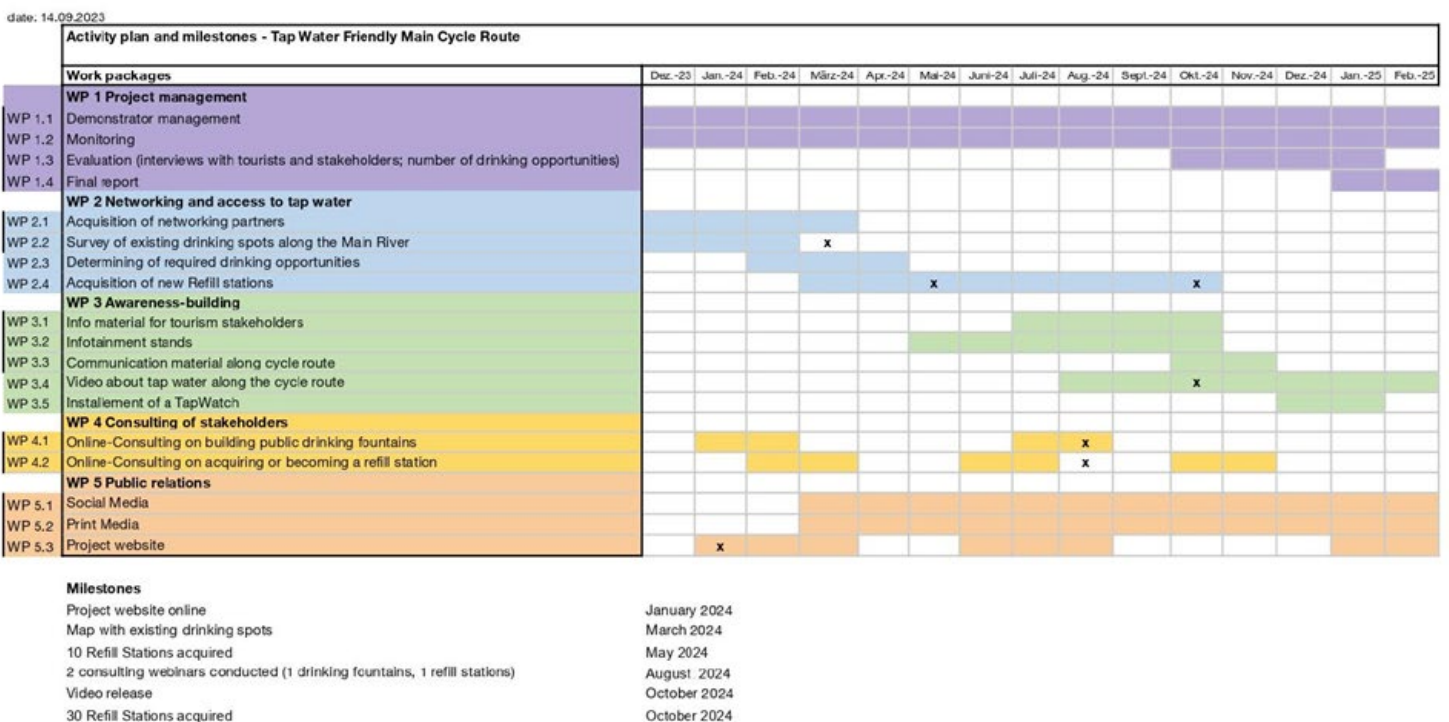 date: 14.09.2023
Activity plan and milestones - Tap Water Friendly Main Cycle Route
Work packages Dez.-23 Jan.-24 Feb.-24 März-24 Apr.-24 Mai-24 Juni-24 Juli-24 Aug.-24 Sept.-24 Okt.-24 Nov.-24 Dez.-24 Jan.-25 Feb.-25
WP 1 Project management
WP 1.1 Demonstrator management
WP 1.2 Monitoring
WP 1.3 Evaluation (interviews with tourists and stakeholders; number of drinking opportunities)
WP 1.4 Final report
WP 2 Networking and access to tap water
WP 2.1 Acquisition of networking partners
WP 2.2 Survey of existing drinking spots along the Main River x
WP 2.3 Determining of required drinking opportunities
WP 2.4 Acquisition of new Refill stations x x
WP 3 Awareness-building
WP 3.1 Info material for tourism stakeholders
WP 3.2 Infotainment stands
WP 3.3 Communication material along cycle route
WP 3.4 Video about tap water along the cycle route x
WP 3.5 Installement of a TapWatch
WP 4 Consulting of stakeholders
WP 4.1 Online-Consulting on building public drinking fountains x
WP 4.2 Online-Consulting on acquiring or becoming a refill station x
WP 5 Public relations
WP 5.1 Social Media
WP 5.2 Print Media
WP 5.3 Project website x
Milestones
Project website online January 2024
Map with existing drinking spots March 2024
10 Refill Stations acquired May 2024
2 consulting webinars conducted (1 drinking fountains, 1 refill stations) August 2024
Video release October 2024
30 Refill Stations acquired October 2024